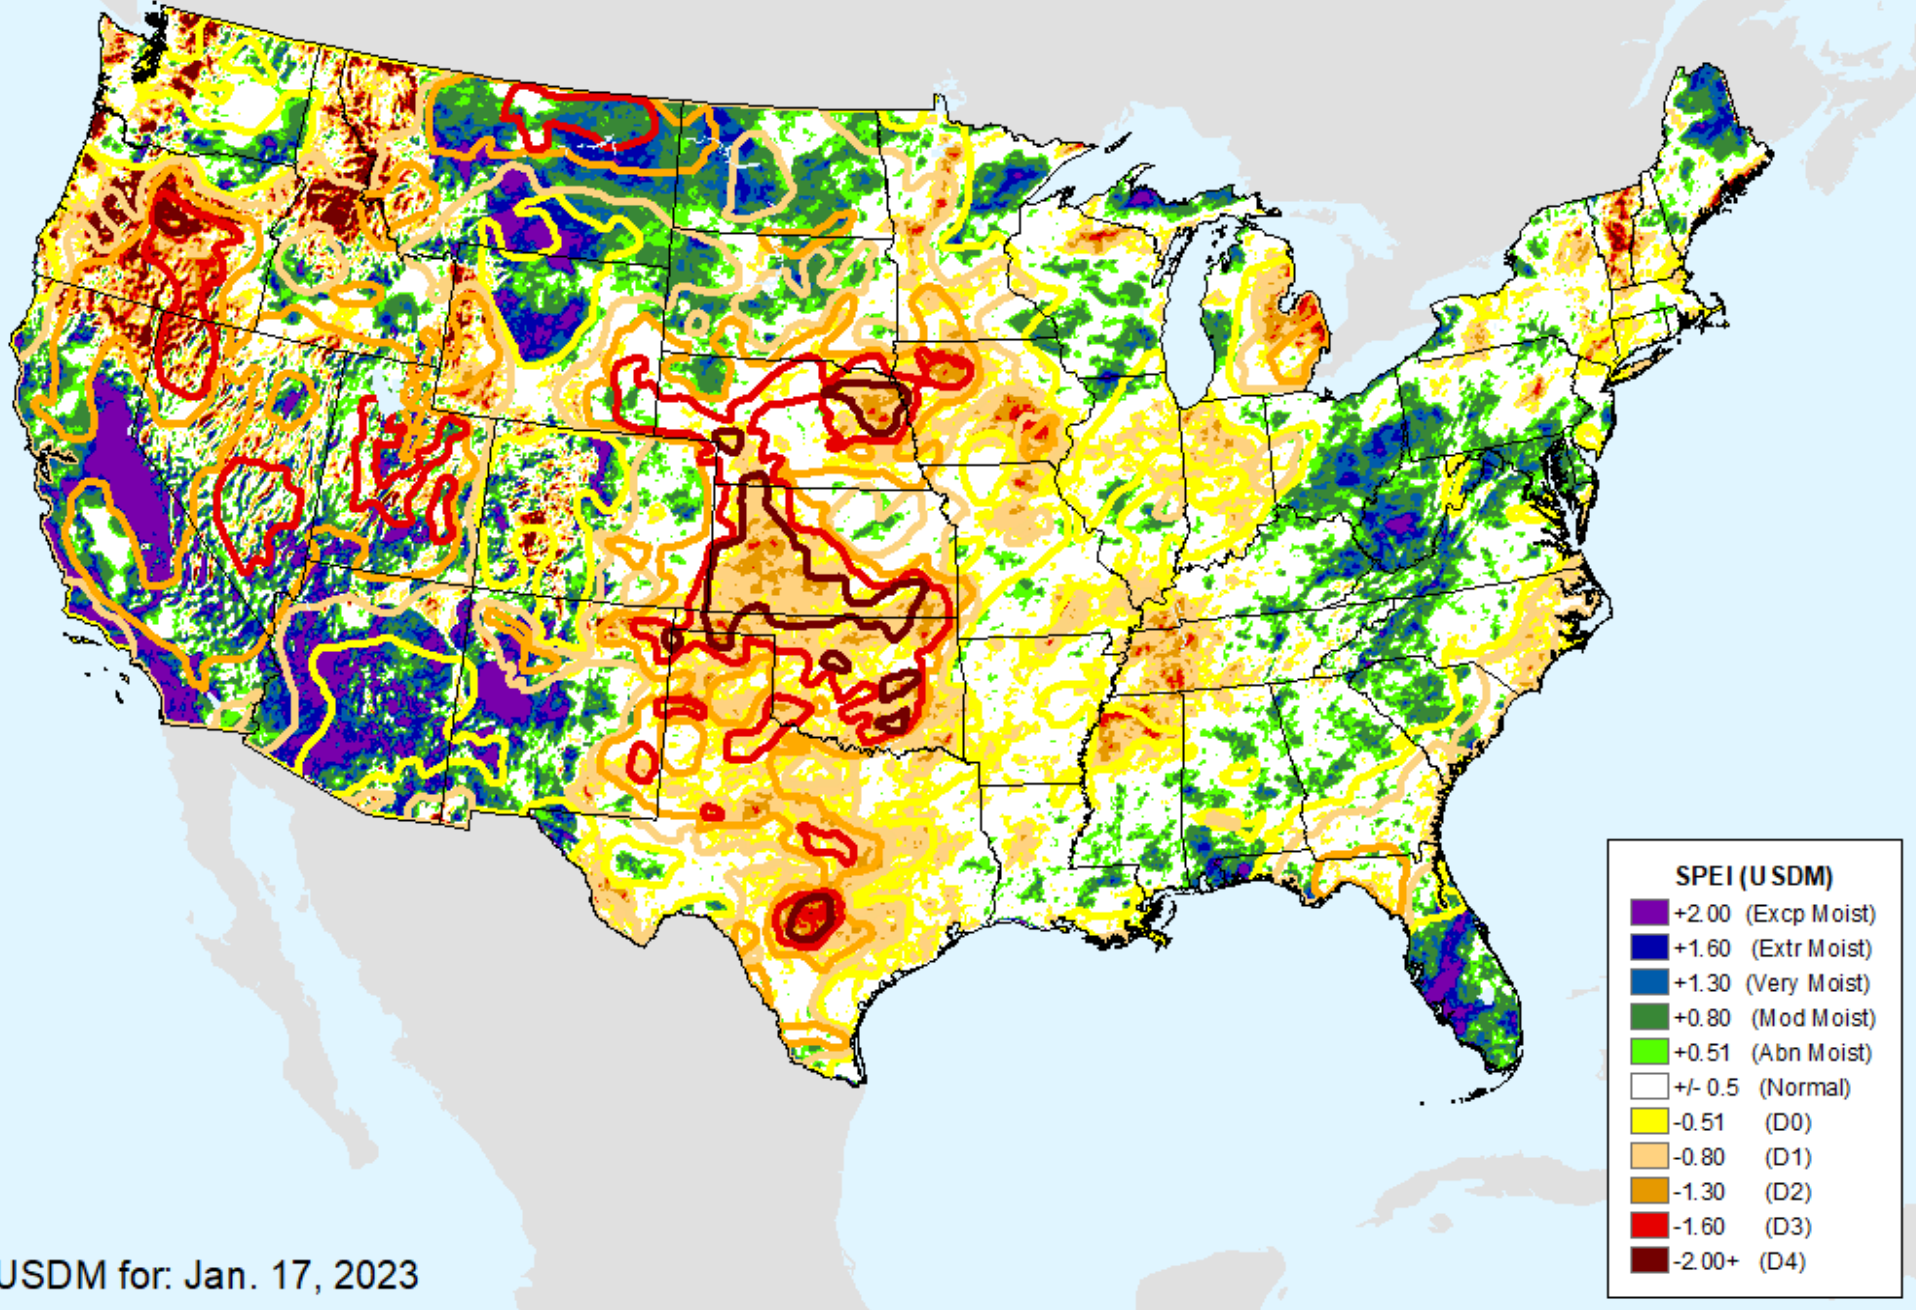 SPEI (USDM)
+2.00 (Excp Moist)
+1.60 (Extr Moist)
+1.30 (Very Moist)
+0.80 (Mod Moist)
+0.51 (Abn Moist)
+/- 0.5 (Normal)
-0.51 (D0)
-0.80 (D1)
-1.30 (D2)
-1.60 (D3)
-2.00+ (D4)
USDM for: Jan. 17, 2023